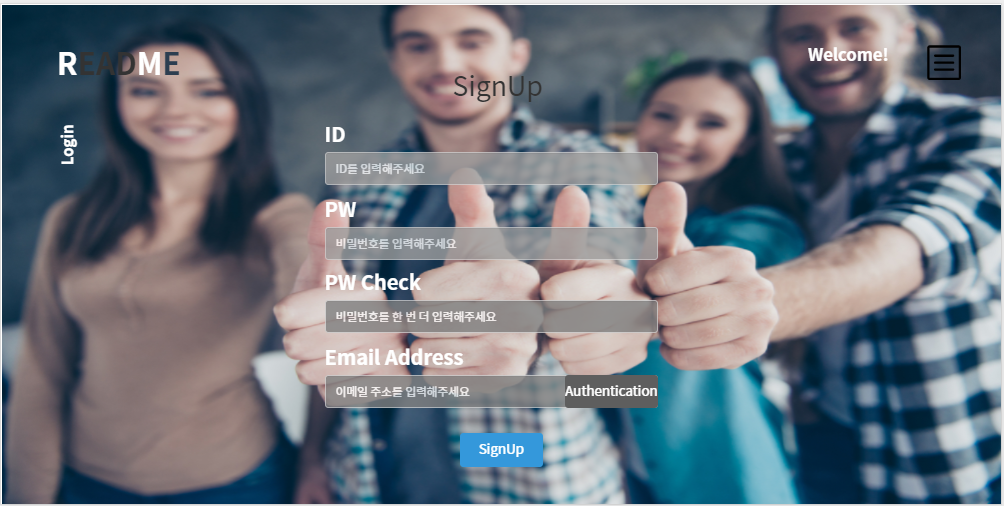 README
Welcome!
SignUp
Login
ID
ID를 입력해주세요
PW
비밀번호를 입력해주세요
PW Check
비밀번호를 한 번 더 입력해주세요
Email Address
이메일 주소를 입력해주세요
Authentication
SignUp